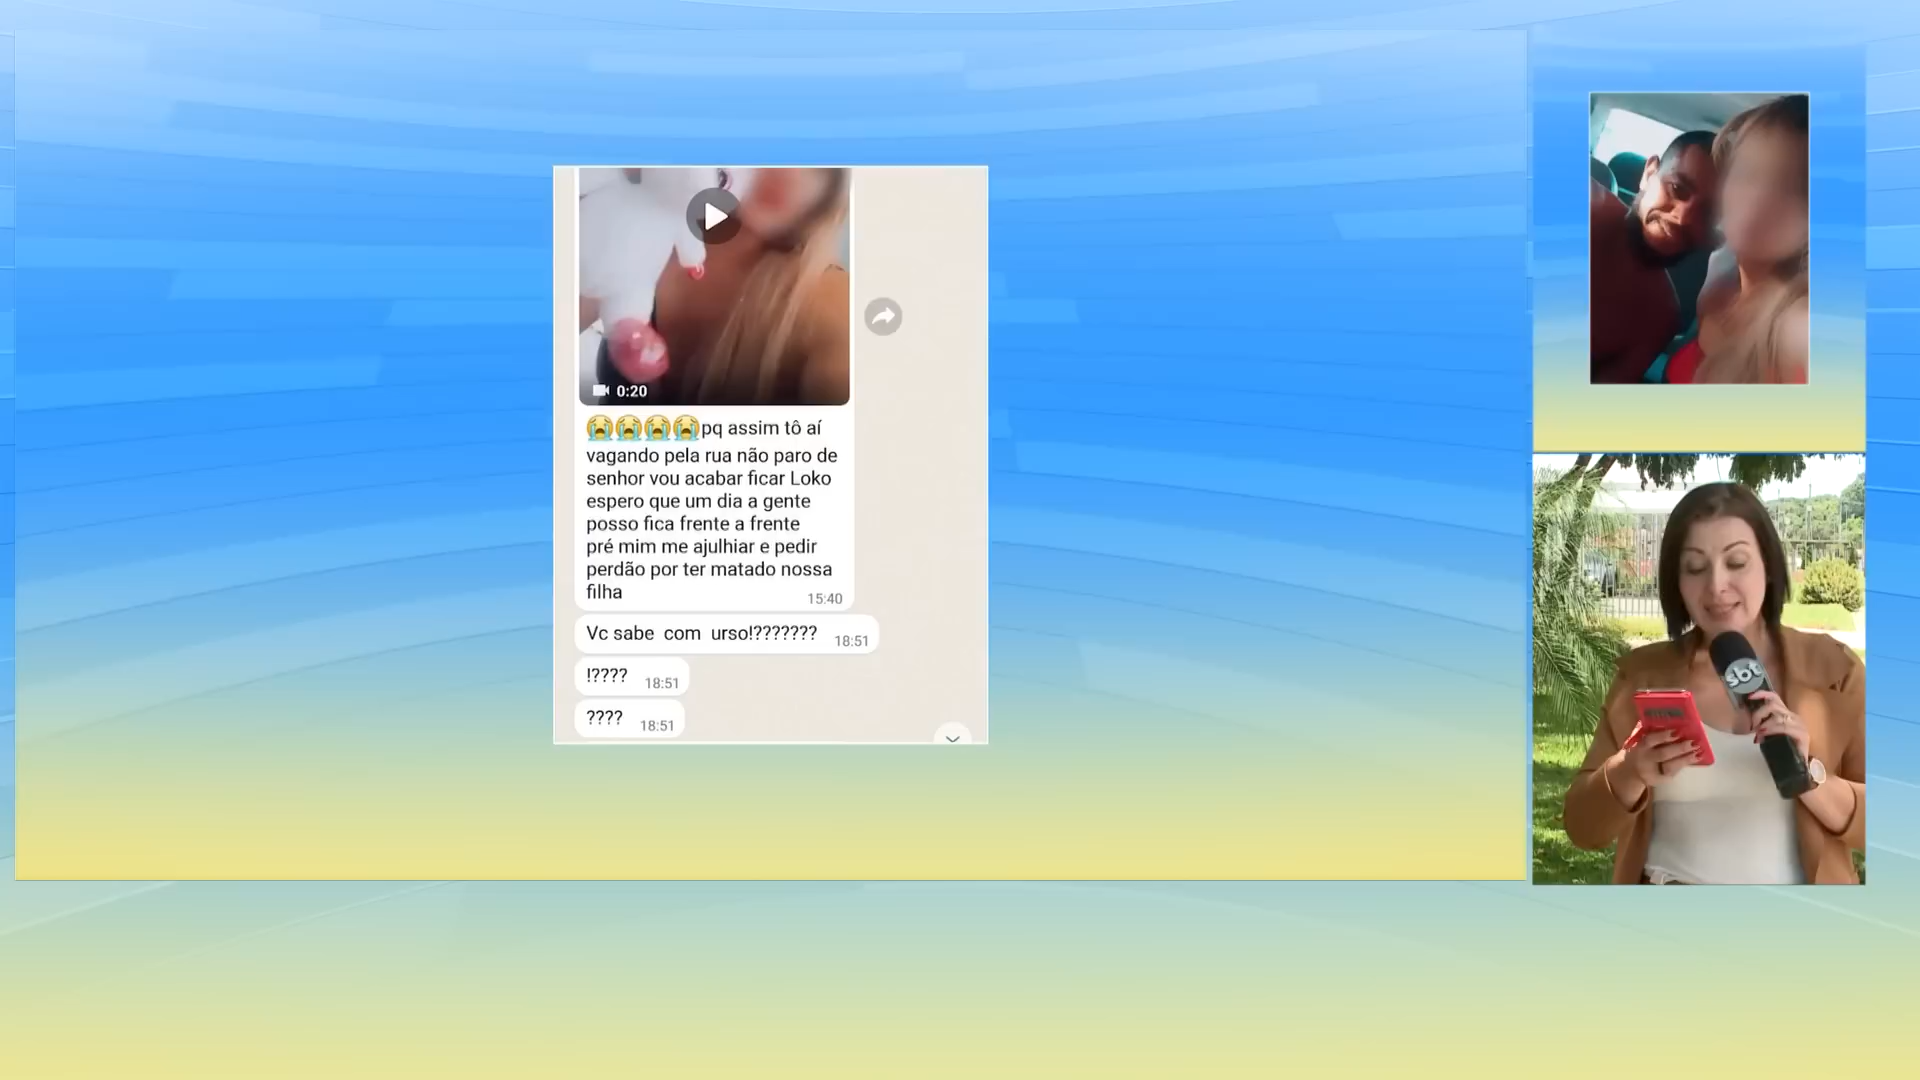 0:20
😭😭😭😭pq assim tô aí
vagando pela rua não paro de
senhor vou acabar ficar Loko
espero que um dia a gente
posso fica frente a frente
pré mim me ajulhiar e pedir
perdão por ter matado nossa
filha
15:40
Vc sabe com urso!???????
18:51
!????
18:51
????
18:51
sbt